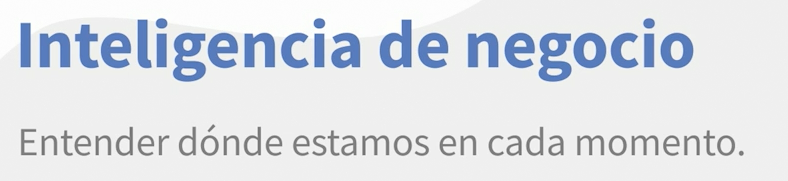 Inteligencia de negocio
Entender dónde estamos en cada momento.